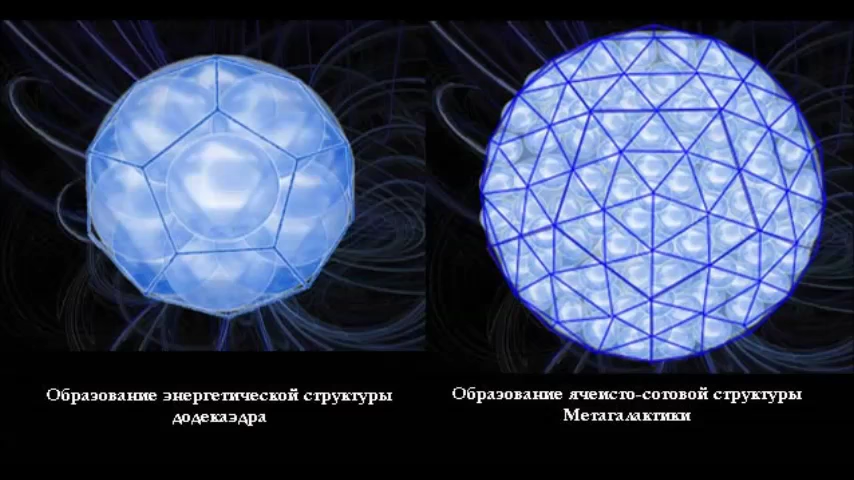 Образование энергетической структуры
додекаэдра
Образование ячеисто-сотовой структуры
Метагалактики